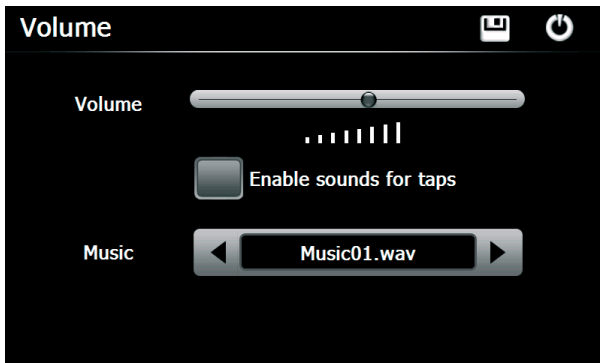 Volume
Volume
Enable sounds for taps
Music
Music01.wav